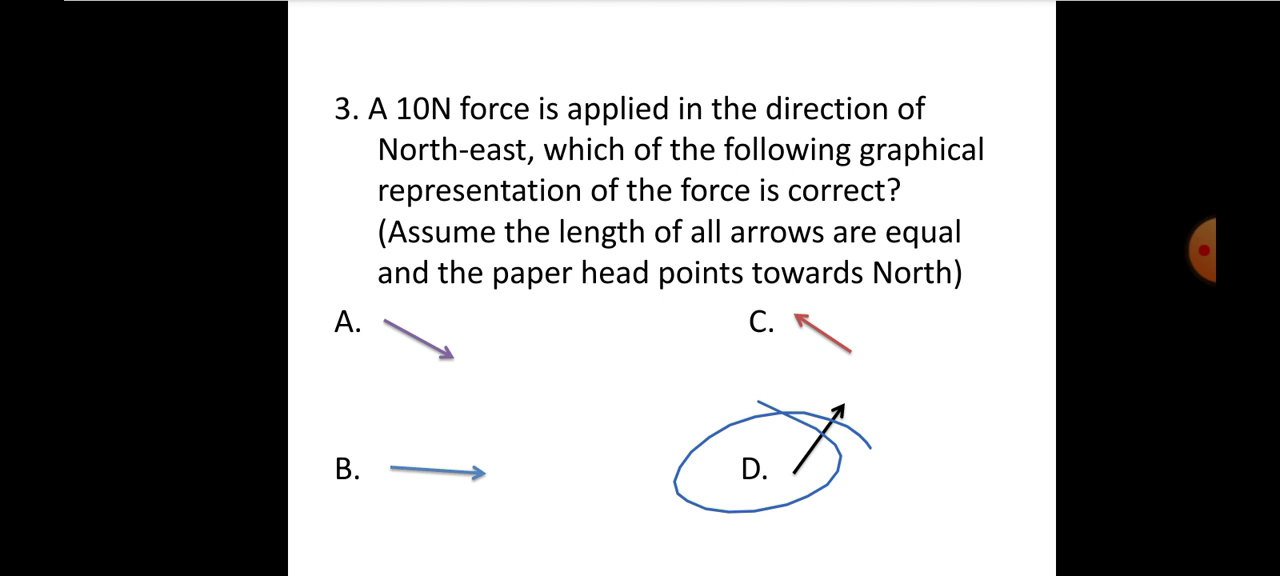 3. A 10N force is applied in the direction of
North-east, which of the following graphical
representation of the force is correct?
(Assume the length of all arrows are equal
and the paper head points towards North)
A.
C.
B.
D.